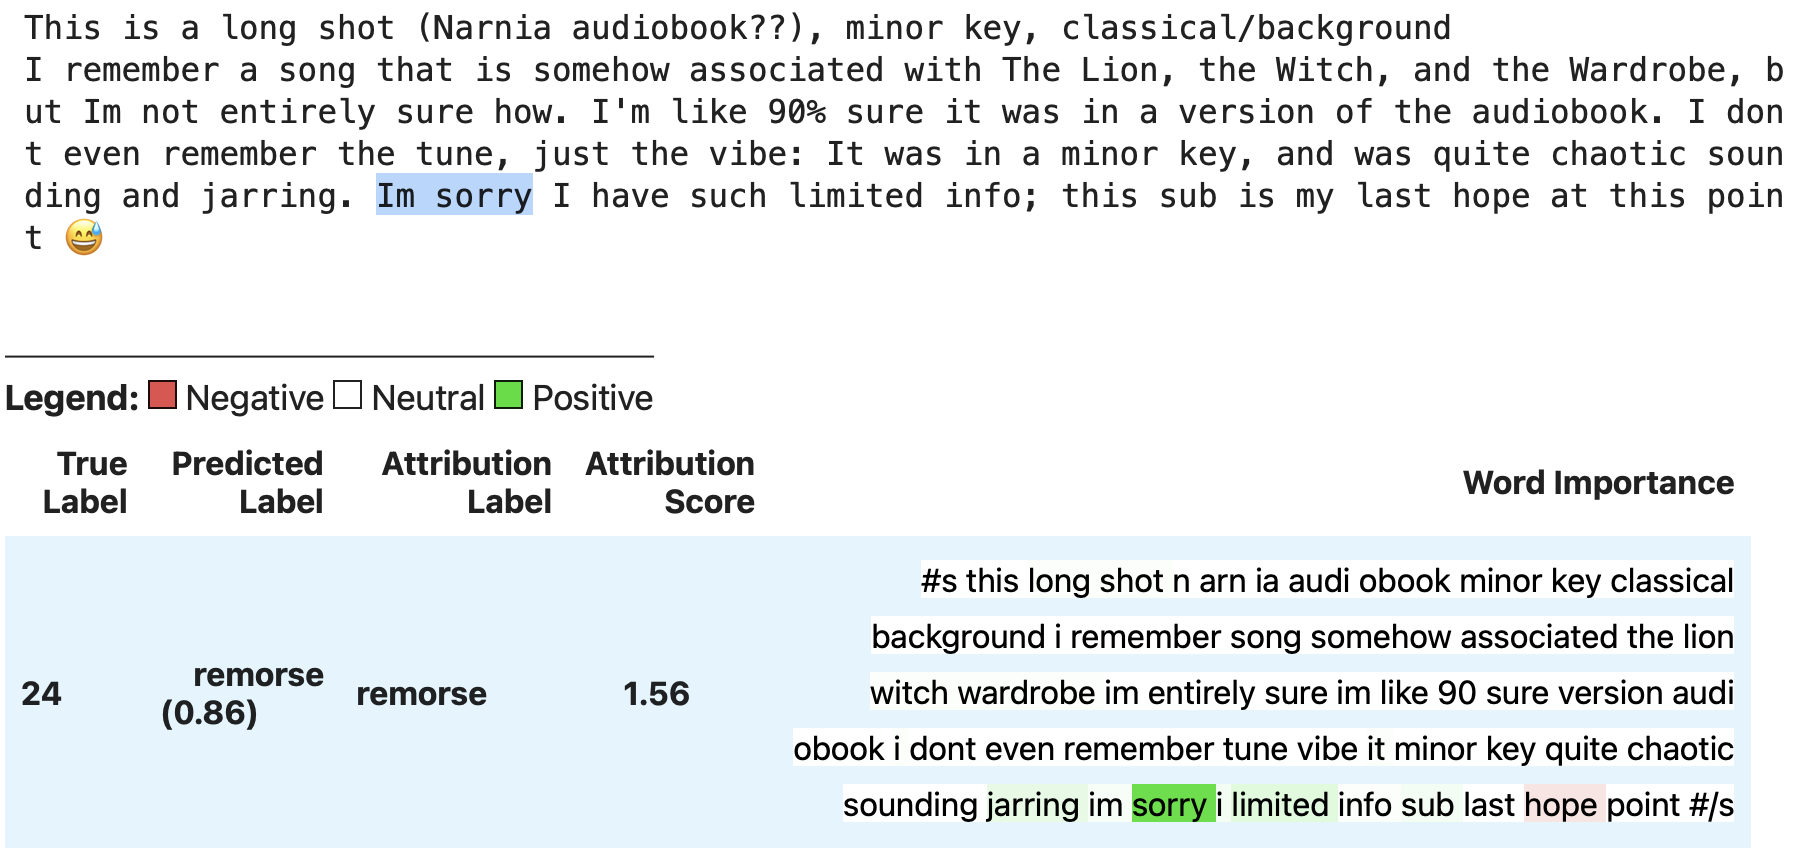 This is a long shot (Narnia audiobook??), minor key, classical/background
I remember a song that is somehow associated with The Lion, the Witch, and the Wardrobe, b
ut Im not entirely sure how. I'm like 90% sure it was in a version of the audiobook. I don
t even remember the tune, just the vibe: It was in a minor key, and was quite chaotic soun
ding and jarring. Im sorry I have such limited info; this sub is my last hope at this poin
t 😅
Legend: Negative Neutral Positive
True Label Predicted Label Attribution Label Attribution Score Word Importance
24 remorse (0.86) remorse 1.56
#s this long shot n arn ia audi obook minor key classical
background i remember song somehow associated the lion
witch wardrobe im entirely sure im like 90 sure version audi
obook i dont even remember tune vibe it minor key quite chaotic
sounding jarring im sorry i limited info sub last hope point #/s